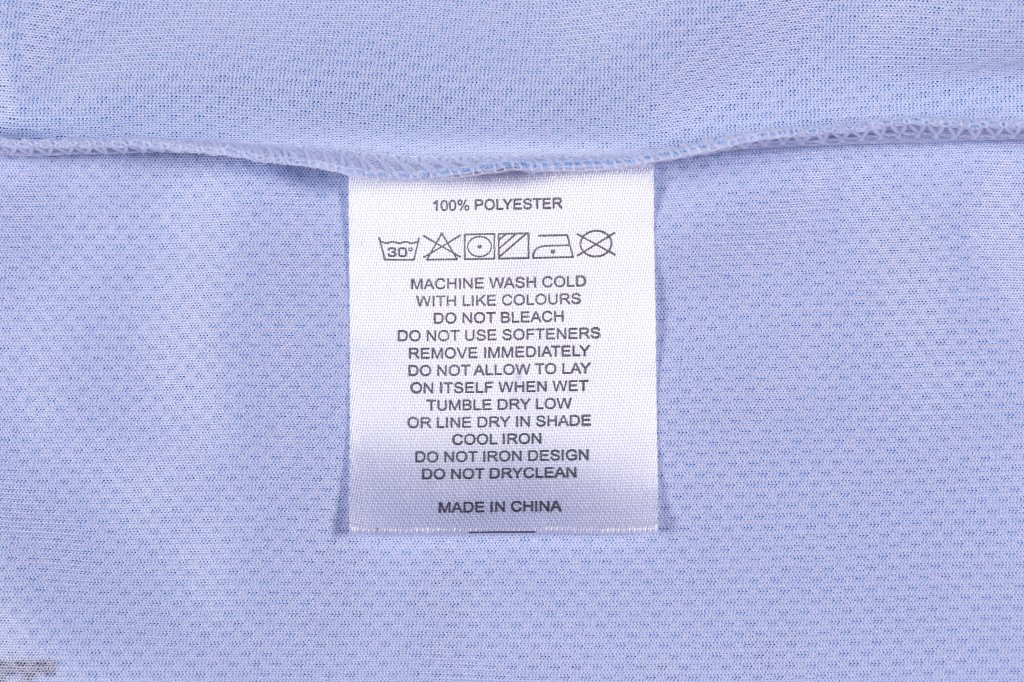 100% POLYESTER
30°
MACHINE WASH COLD
WITH LIKE COLOURS
DO NOT BLEACH
DO NOT USE SOFTENERS
REMOVE IMMEDIATELY
DO NOT ALLOW TO LAY
ON ITSELF WHEN WET
TUMBLE DRY LOW
OR LINE DRY IN SHADE
COOL IRON
DO NOT IRON DESIGN
DO NOT DRYCLEAN
MADE IN CHINA